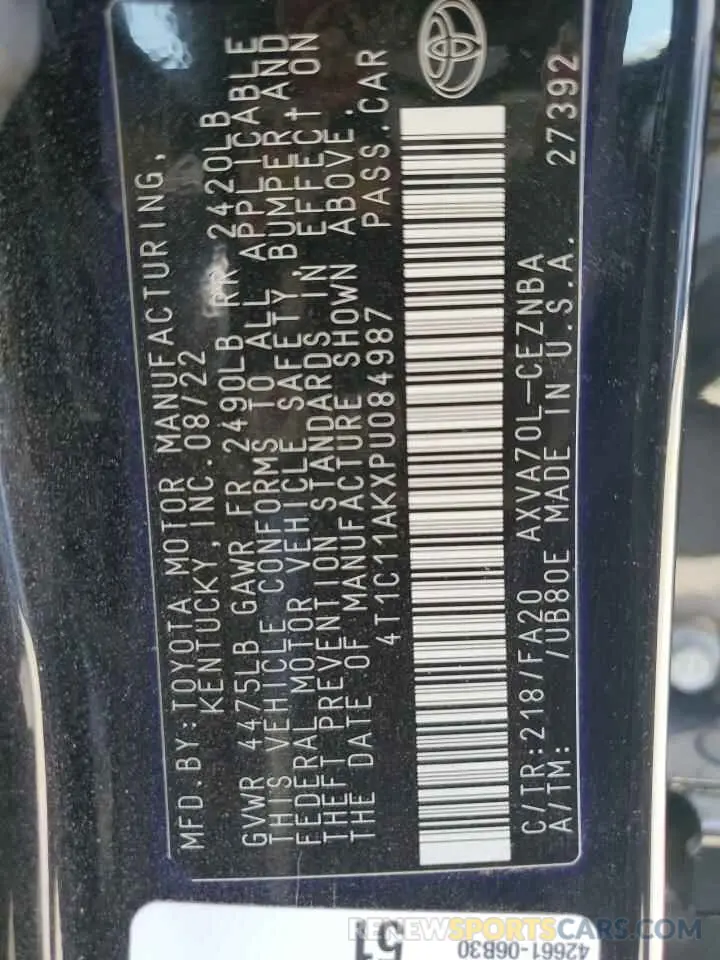 MFD.BY:TOYOTA MOTOR MANUFACTURING,
KENTUCKY,INC.08/22
GVWR 4475LB GAWR FR 2490LB RR 2420LB
THIS VEHICLE CONFORMS TO ALL APPLICABLE
FEDERAL MOTOR VEHICLE SAFETY,BUMPER,AND
THEFT PREVENTION STANDARDS IN EFFECT ON
THE DATE OF MANUFACTURE SHOWN ABOVE.
4T1C11AKXPU084987 PASS.CAR
C/TR:218/FA20 AXVA70L-CEZNBA
A/TM: /UB80E MADE IN U.S.A. 27392
51
42661-06B30
RENEWSPORTSCARS.COM
AutoBidCar.com